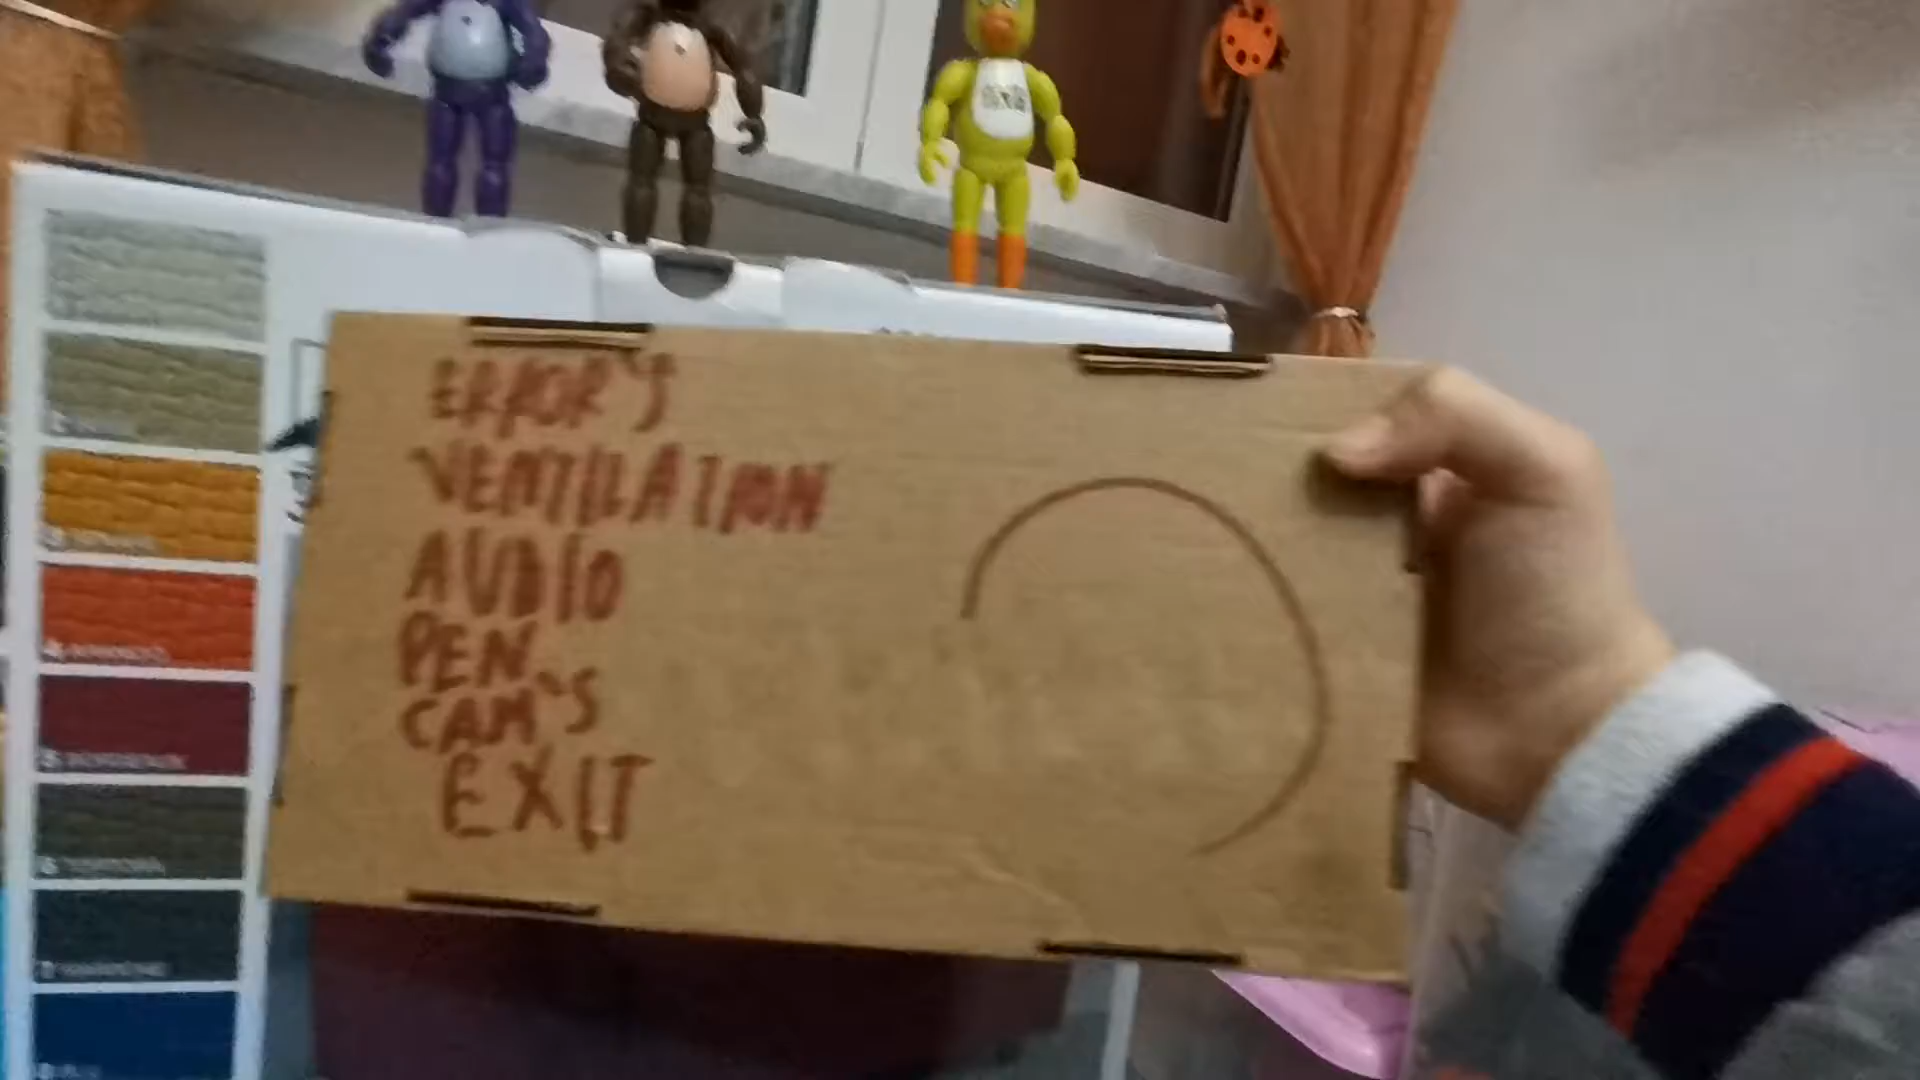 ERROR'S
VENTILATION
AUDIO
PEN
CAM'S
EXIT